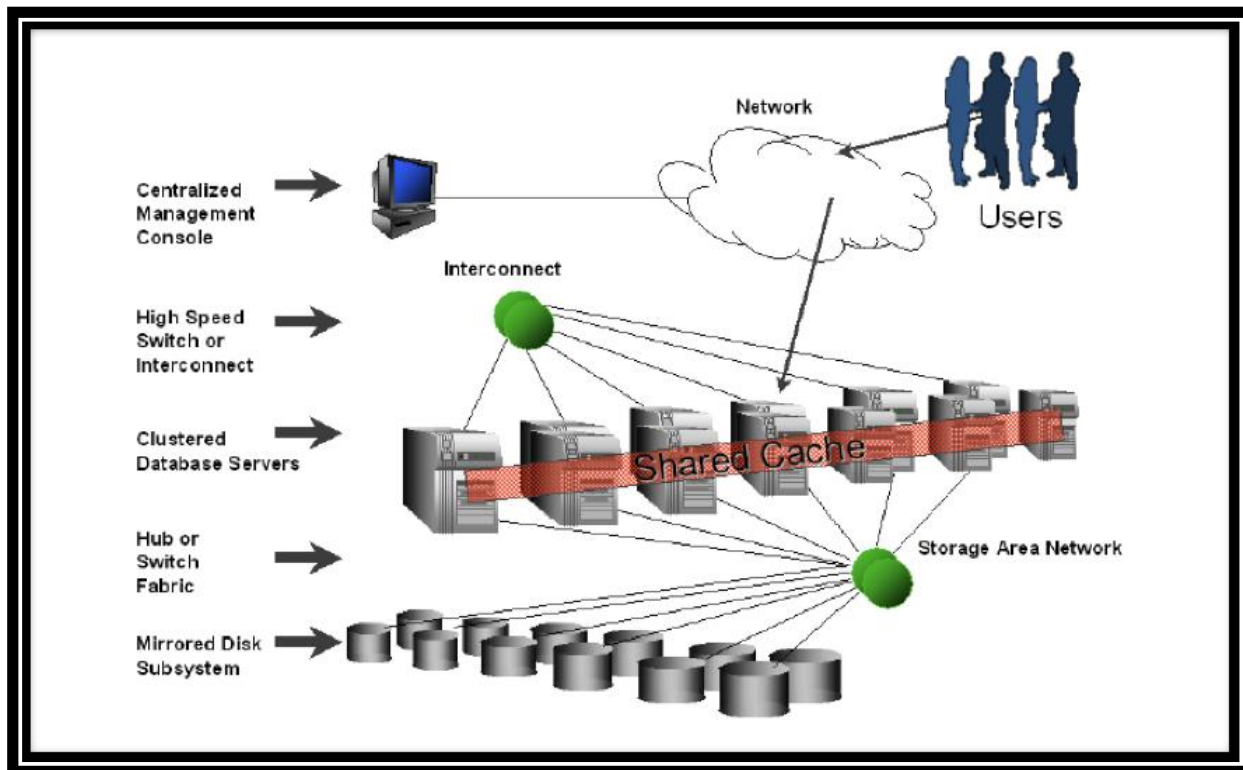 Network
Users
Centralized
Management
Console
Interconnect
High Speed
Switch or
Interconnect
Clustered
Database Servers
Shared Cache
Hub or
Switch
Fabric
Storage Area Network
Mirrored Disk
Subsystem